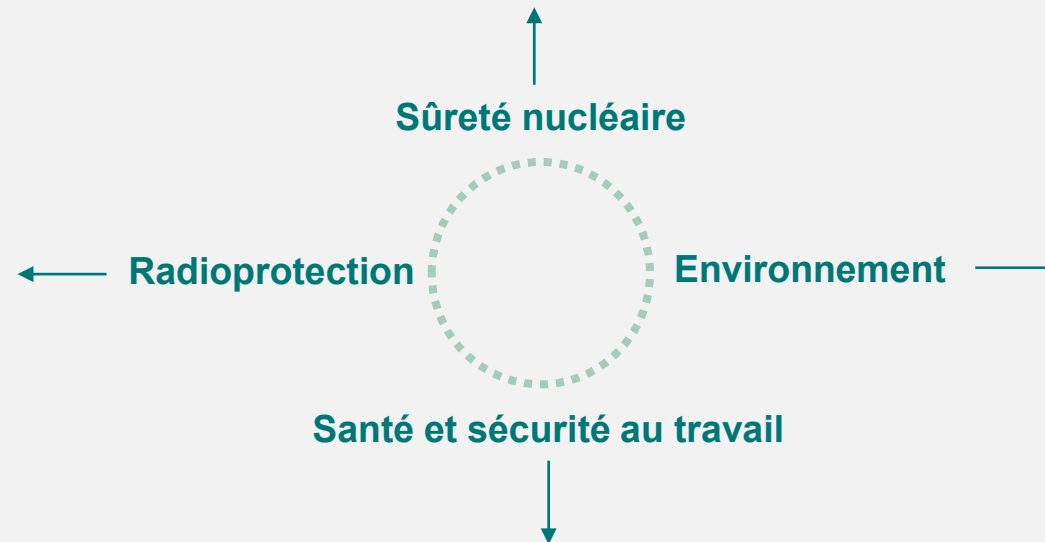 Sûreté nucléaire
Radioprotection
Environnement
Santé et sécurité au travail